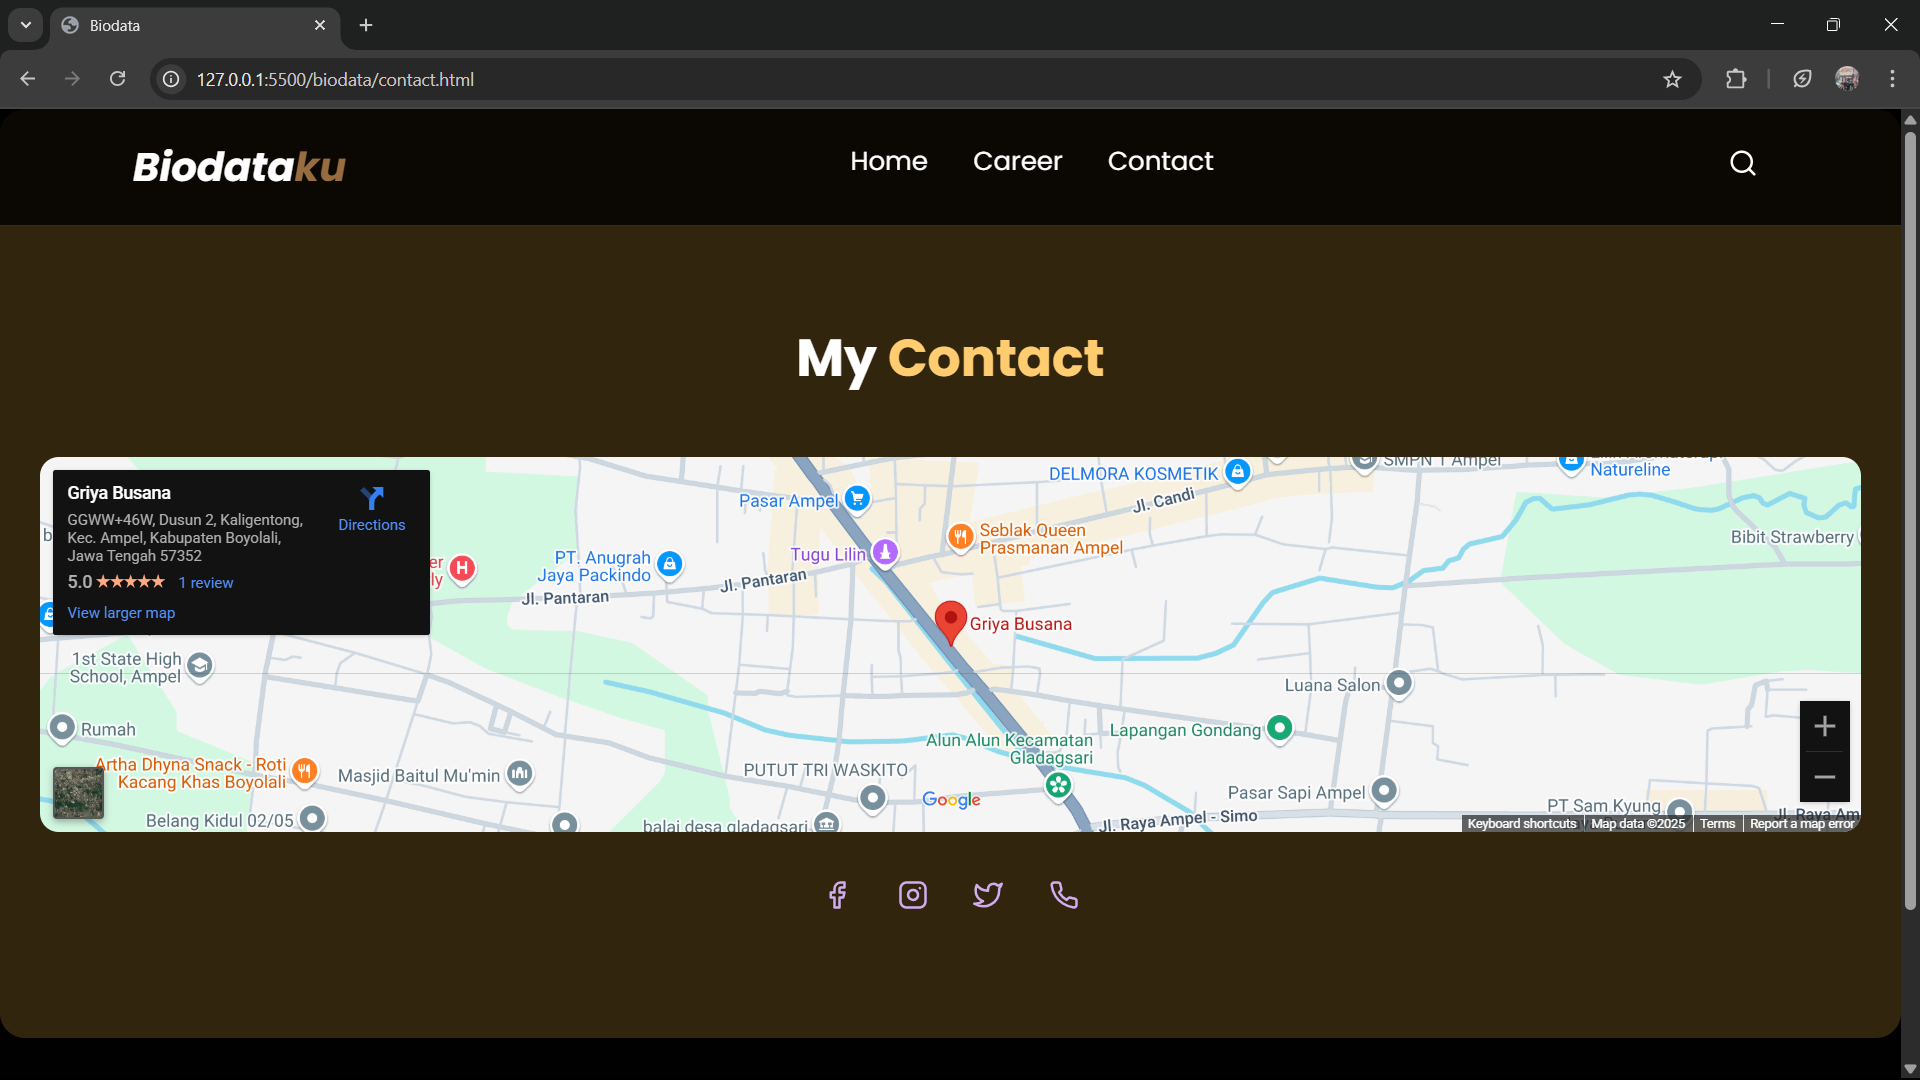 Biodata
127.0.0.1:5500/biodata/contact.html
Biodataku
Home
Career
Contact
My Contact
Griya Busana
GGWW+46W, Dusun 2, Kaligentong,
Kec. Ampel, Kabupaten Boyolali,
Jawa Tengah 57352
5.0
1 review
View larger map
Directions
DELMORA KOSMETIK
SMPN 1 Ampel
Natureline
Pasar Ampel
Jl. Candi
Seblak Queen
Prasmanan Ampel
Bibit Strawberry
Tugu Lilin
PT. Anugrah
Jaya Packindo
er
ly
H
Jl. Pantaran
Jl. Pantaran
Griya Busana
1st State High
School, Ampel
Luana Salon
Rumah
Lapangan Gondang
Alun Alun Kecamatan
Gladagsari
Artha Dhyna Snack - Roti
Kacang Khas Boyolali
Masjid Baitul Mu'min
PUTUT TRI WASKITO
Google
Pasar Sapi Ampel
PT Sam Kyung
Belang Kidul 02/05
balai desa gladagsari
Jl. Raya Ampel - Simo
Jl. Raya Am
Keyboard shortcuts
Map data ©2025
Terms
Report a map error